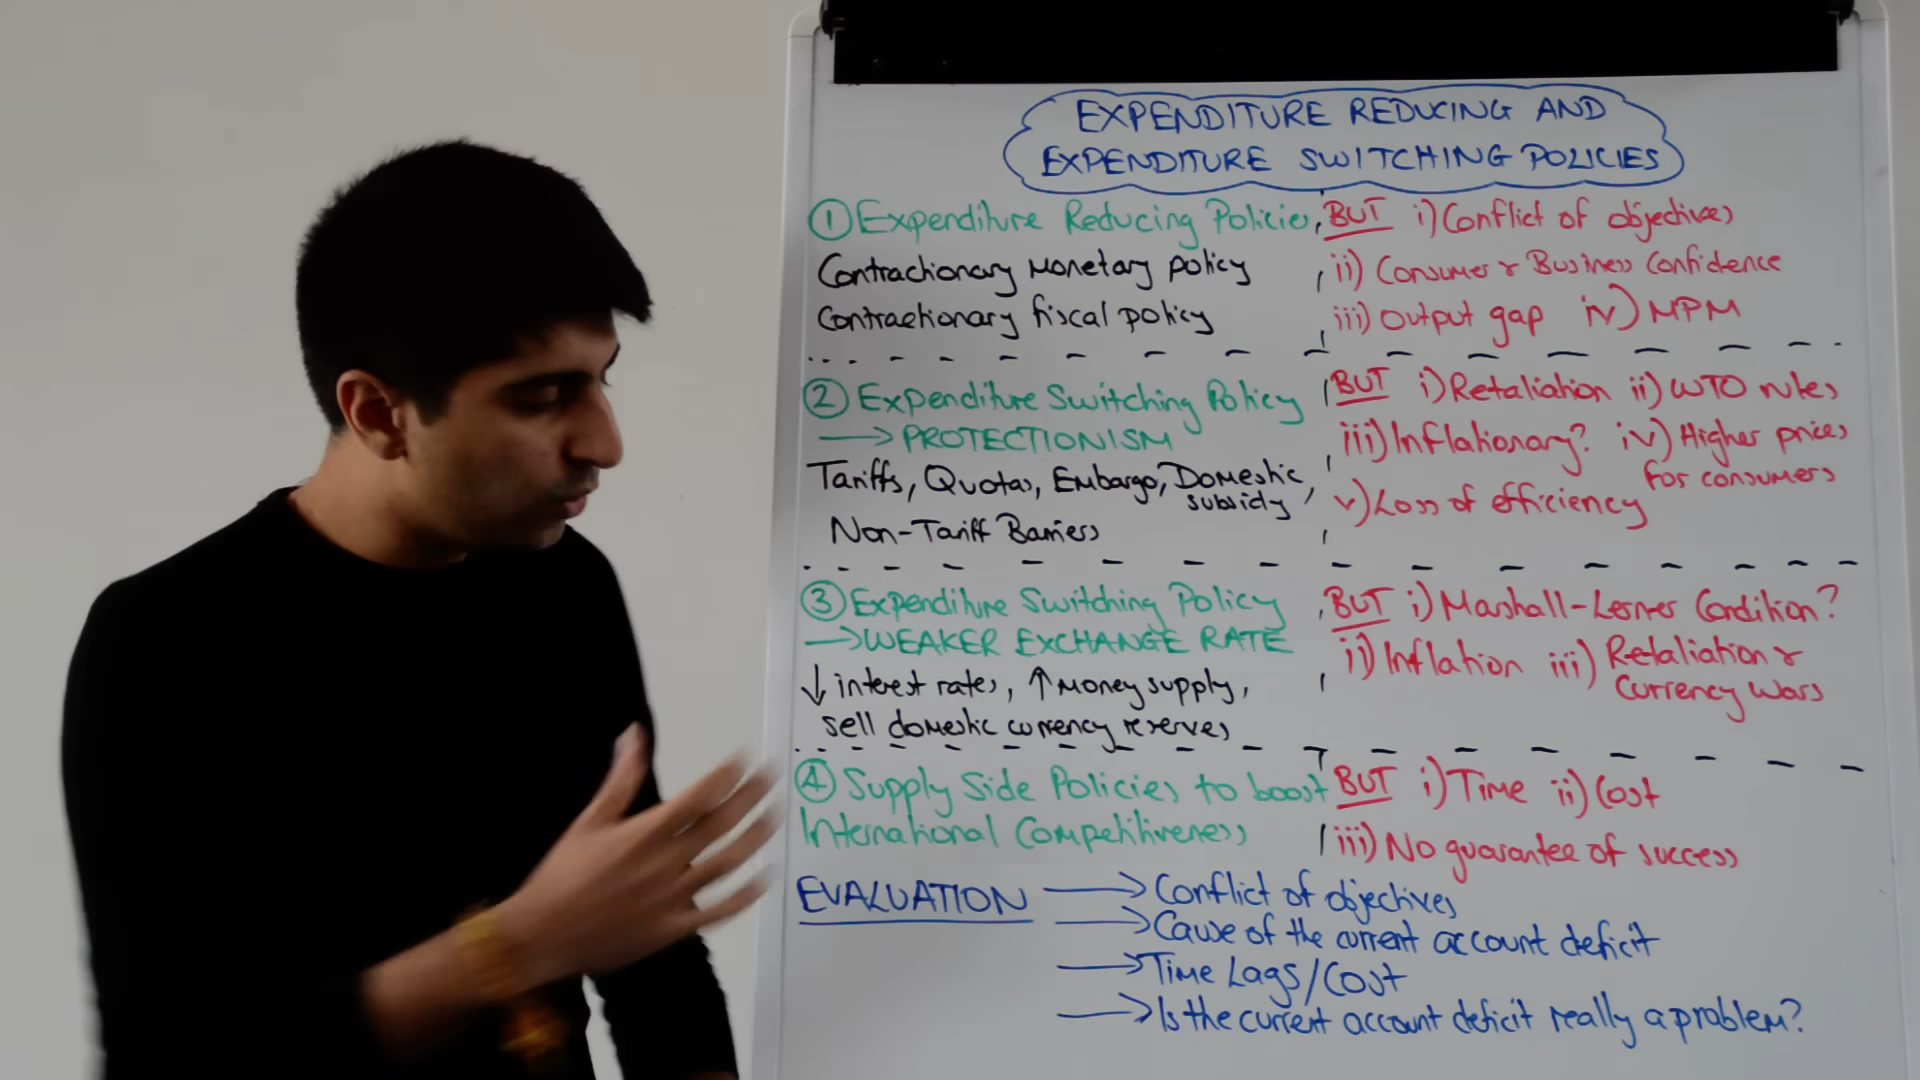 EXPENDITURE REDUCING AND
EXPENDITURE SWITCHING POLICIES
① Expenditure Reducing Policies
Contractionary Monetary policy
Contractionary fiscal policy
BUT i) Conflict of objectives
ii) Consumer & Business Confidence
iii) Output gap iv) MPM
② Expenditure Switching Policy
→ PROTECTIONISM
Tariffs, Quotas, Embargo, Domestic subsidy,
Non-Tariff Barriers
BUT i) Retaliation ii) WTO rules
iii) Inflationary? iv) Higher prices
for consumers
v) Loss of efficiency
③ Expenditure Switching Policy
→ WEAKER EXCHANGE RATE
↓ interest rates, ↑ Money supply,
sell domestic currency reserves
BUT i) Marshall-Lerner Condition?
ii) Inflation iii) Retaliation &
Currency Wars
④ Supply Side Policies to boost
International Competitiveness
BUT i) Time ii) Cost
iii) No guarantee of success
EVALUATION → Conflict of objectives
→ Cause of the current account deficit
→ Time Lags/Cost
→ Is the current account deficit really a problem?